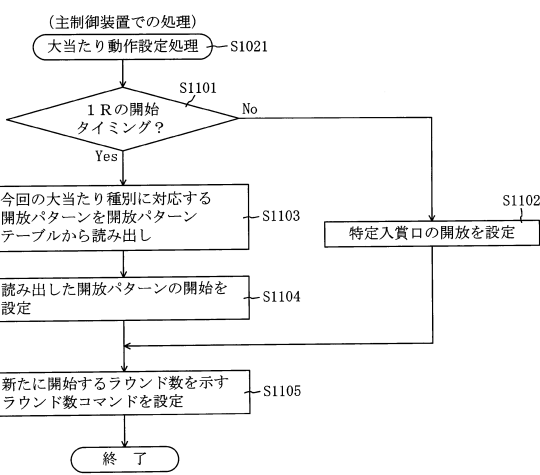 (主制御装置での処理)
大当たり動作設定処理
S1021
S1101
1Rの開始
タイミング?
No
Yes
今回の大当たり種別に対応する
開放パターンを開放パターン
テーブルから読み出し
S1103
S1102
特定入賞口の開放を設定
読み出した開放パターンの開始を
設定
S1104
新たに開始するラウンド数を示す
ラウンド数コマンドを設定
S1105
終 了